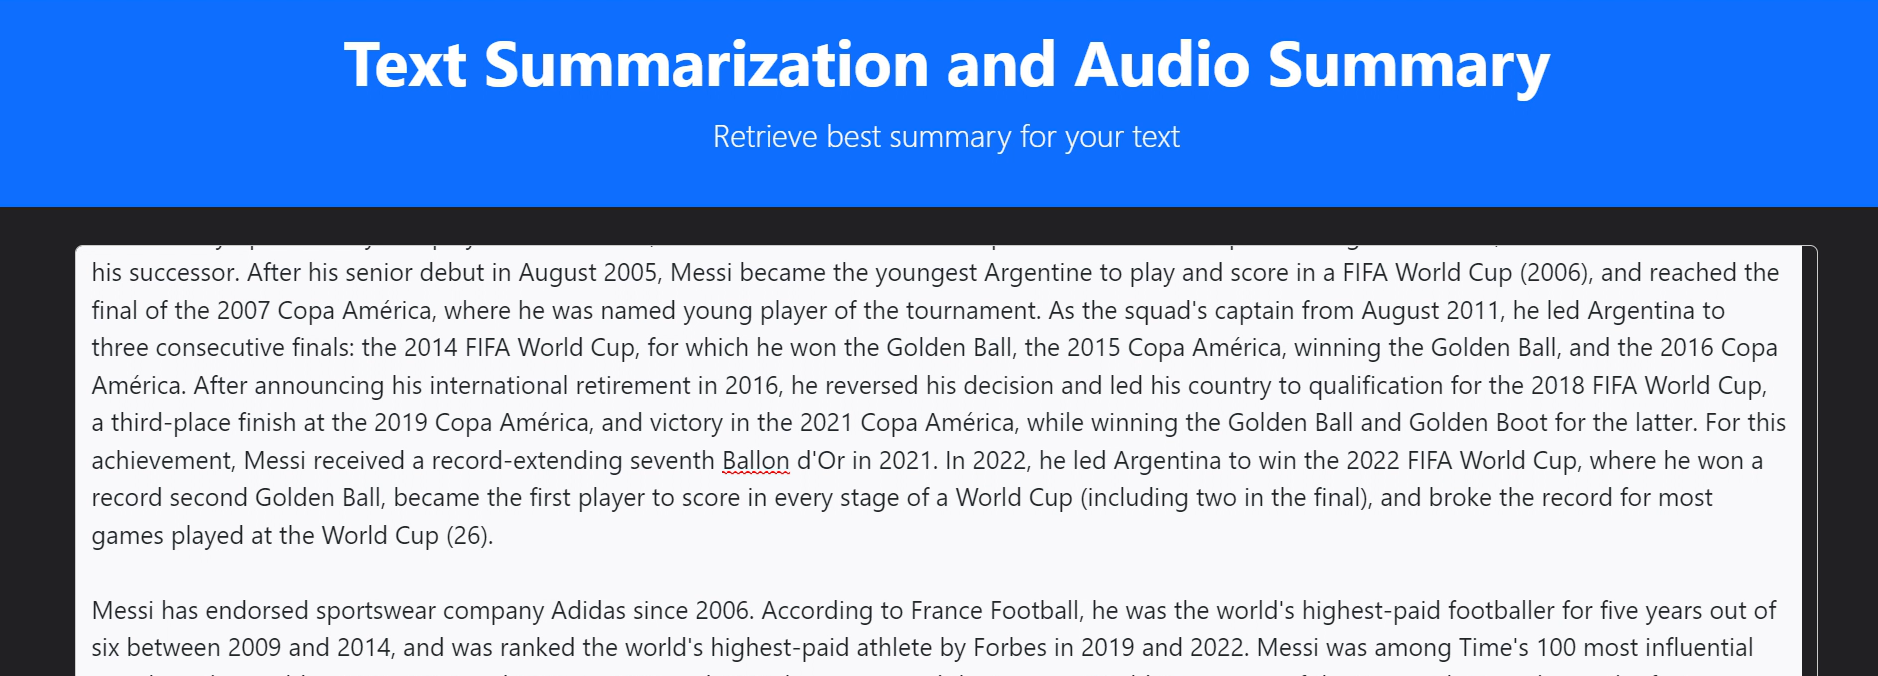 Text Summarization and Audio Summary
Retrieve best summary for your text
his successor. After his senior debut in August 2005, Messi became the youngest Argentine to play and score in a FIFA World Cup (2006), and reached the
final of the 2007 Copa América, where he was named young player of the tournament. As the squad's captain from August 2011, he led Argentina to
three consecutive finals: the 2014 FIFA World Cup, for which he won the Golden Ball, the 2015 Copa América, winning the Golden Ball, and the 2016 Copa
América. After announcing his international retirement in 2016, he reversed his decision and led his country to qualification for the 2018 FIFA World Cup,
a third-place finish at the 2019 Copa América, and victory in the 2021 Copa América, while winning the Golden Ball and Golden Boot for the latter. For this
achievement, Messi received a record-extending seventh Ballon d'Or in 2021. In 2022, he led Argentina to win the 2022 FIFA World Cup, where he won a
record second Golden Ball, became the first player to score in every stage of a World Cup (including two in the final), and broke the record for most
games played at the World Cup (26).
Messi has endorsed sportswear company Adidas since 2006. According to France Football, he was the world's highest-paid footballer for five years out of
six between 2009 and 2014, and was ranked the world's highest-paid athlete by Forbes in 2019 and 2022. Messi was among Time's 100 most influential